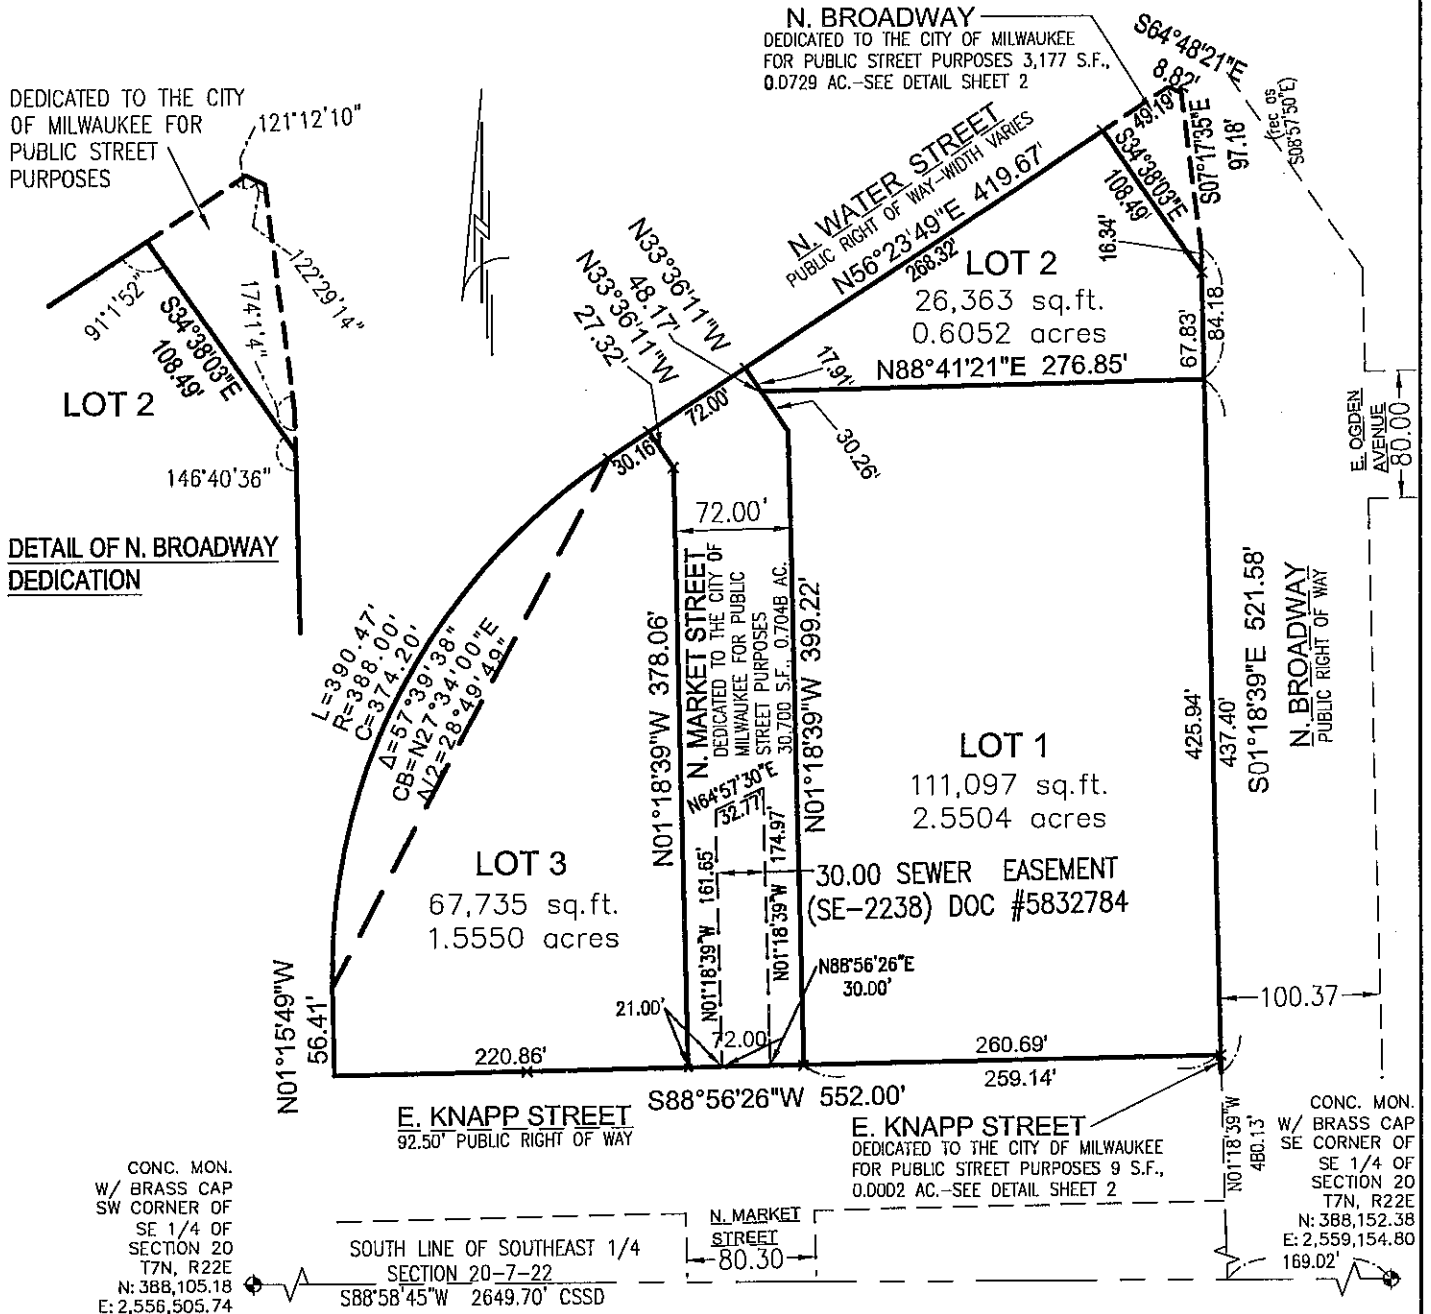 N. BROADWAY
DEDICATED TO THE CITY OF MILWAUKEE
FOR PUBLIC STREET PURPOSES 3,177 S.F.,
0.0729 AC.-SEE DETAIL SHEET 2
S64°48'21"E
8.82'
49.19'
S07°17'35"E
97.18'
(rec as
S08°57'50"E)
S34°38'03"E
108.49'
16.34'
DEDICATED TO THE CITY
OF MILWAUKEE FOR
PUBLIC STREET
PURPOSES
121°12'10"
122°29'14"
91°1'52"
174°1'4"
S34°38'03"E
108.49'
LOT 2
146°40'36"
DETAIL OF N. BROADWAY
DEDICATION
N. WATER STREET
PUBLIC RIGHT OF WAY-WIDTH VARIES
N56°23'49"E 419.67'
268.32'
LOT 2
26,363 sq.ft.
0.6052 acres
67.83'
84.18
N88°41'21"E 276.85'
N33°36'11"W
48.17'
N33°36'11"W
27.32'
17.91'
72.00'
30.16'
30.26'
E. OGDEN
AVENUE
80.00
72.00'
L=390.47'
R=388.00'
C=374.20'
Δ=57°39'38"
CB=N27°34'00"E
Δ/2=28°49'49"
N01°18'39"W 378.06'
N. MARKET STREET
DEDICATED TO THE CITY OF
MILWAUKEE FOR PUBLIC
STREET PURPOSES
30,700 S.F., 0.7048 AC.
N01°18'39"W 399.22'
S01°18'39"E 521.58'
N. BROADWAY
PUBLIC RIGHT OF WAY
425.94'
437.40'
LOT 1
111,097 sq.ft.
2.5504 acres
N64°57'30"E
32.77'
N01°18'39"W 161.65'
N01°18'39"W 174.97'
30.00 SEWER EASEMENT
(SE-2238) DOC #5832784
LOT 3
67,735 sq.ft.
1.5550 acres
N88°56'26"E
30.00'
N01°15'49"W
56.41'
21.00'
72.00'
100.37
220.86'
260.69'
259.14'
S88°56'26"W 552.00'
E. KNAPP STREET
92.50' PUBLIC RIGHT OF WAY
E. KNAPP STREET
DEDICATED TO THE CITY OF MILWAUKEE
FOR PUBLIC STREET PURPOSES 9 S.F.,
0.0002 AC.-SEE DETAIL SHEET 2
N01°18'39"W
480.13'
CONC. MON.
W/ BRASS CAP
SE CORNER OF
SE 1/4 OF
SECTION 20
T7N, R22E
N: 388,152.38
E: 2,559,154.80
169.02'
CONC. MON.
W/ BRASS CAP
SW CORNER OF
SE 1/4 OF
SECTION 20
T7N, R22E
N: 388,105.18
E: 2,556,505.74
N. MARKET
STREET
80.30
SOUTH LINE OF SOUTHEAST 1/4
SECTION 20-7-22
S88°58'45"W 2649.70' CSSD